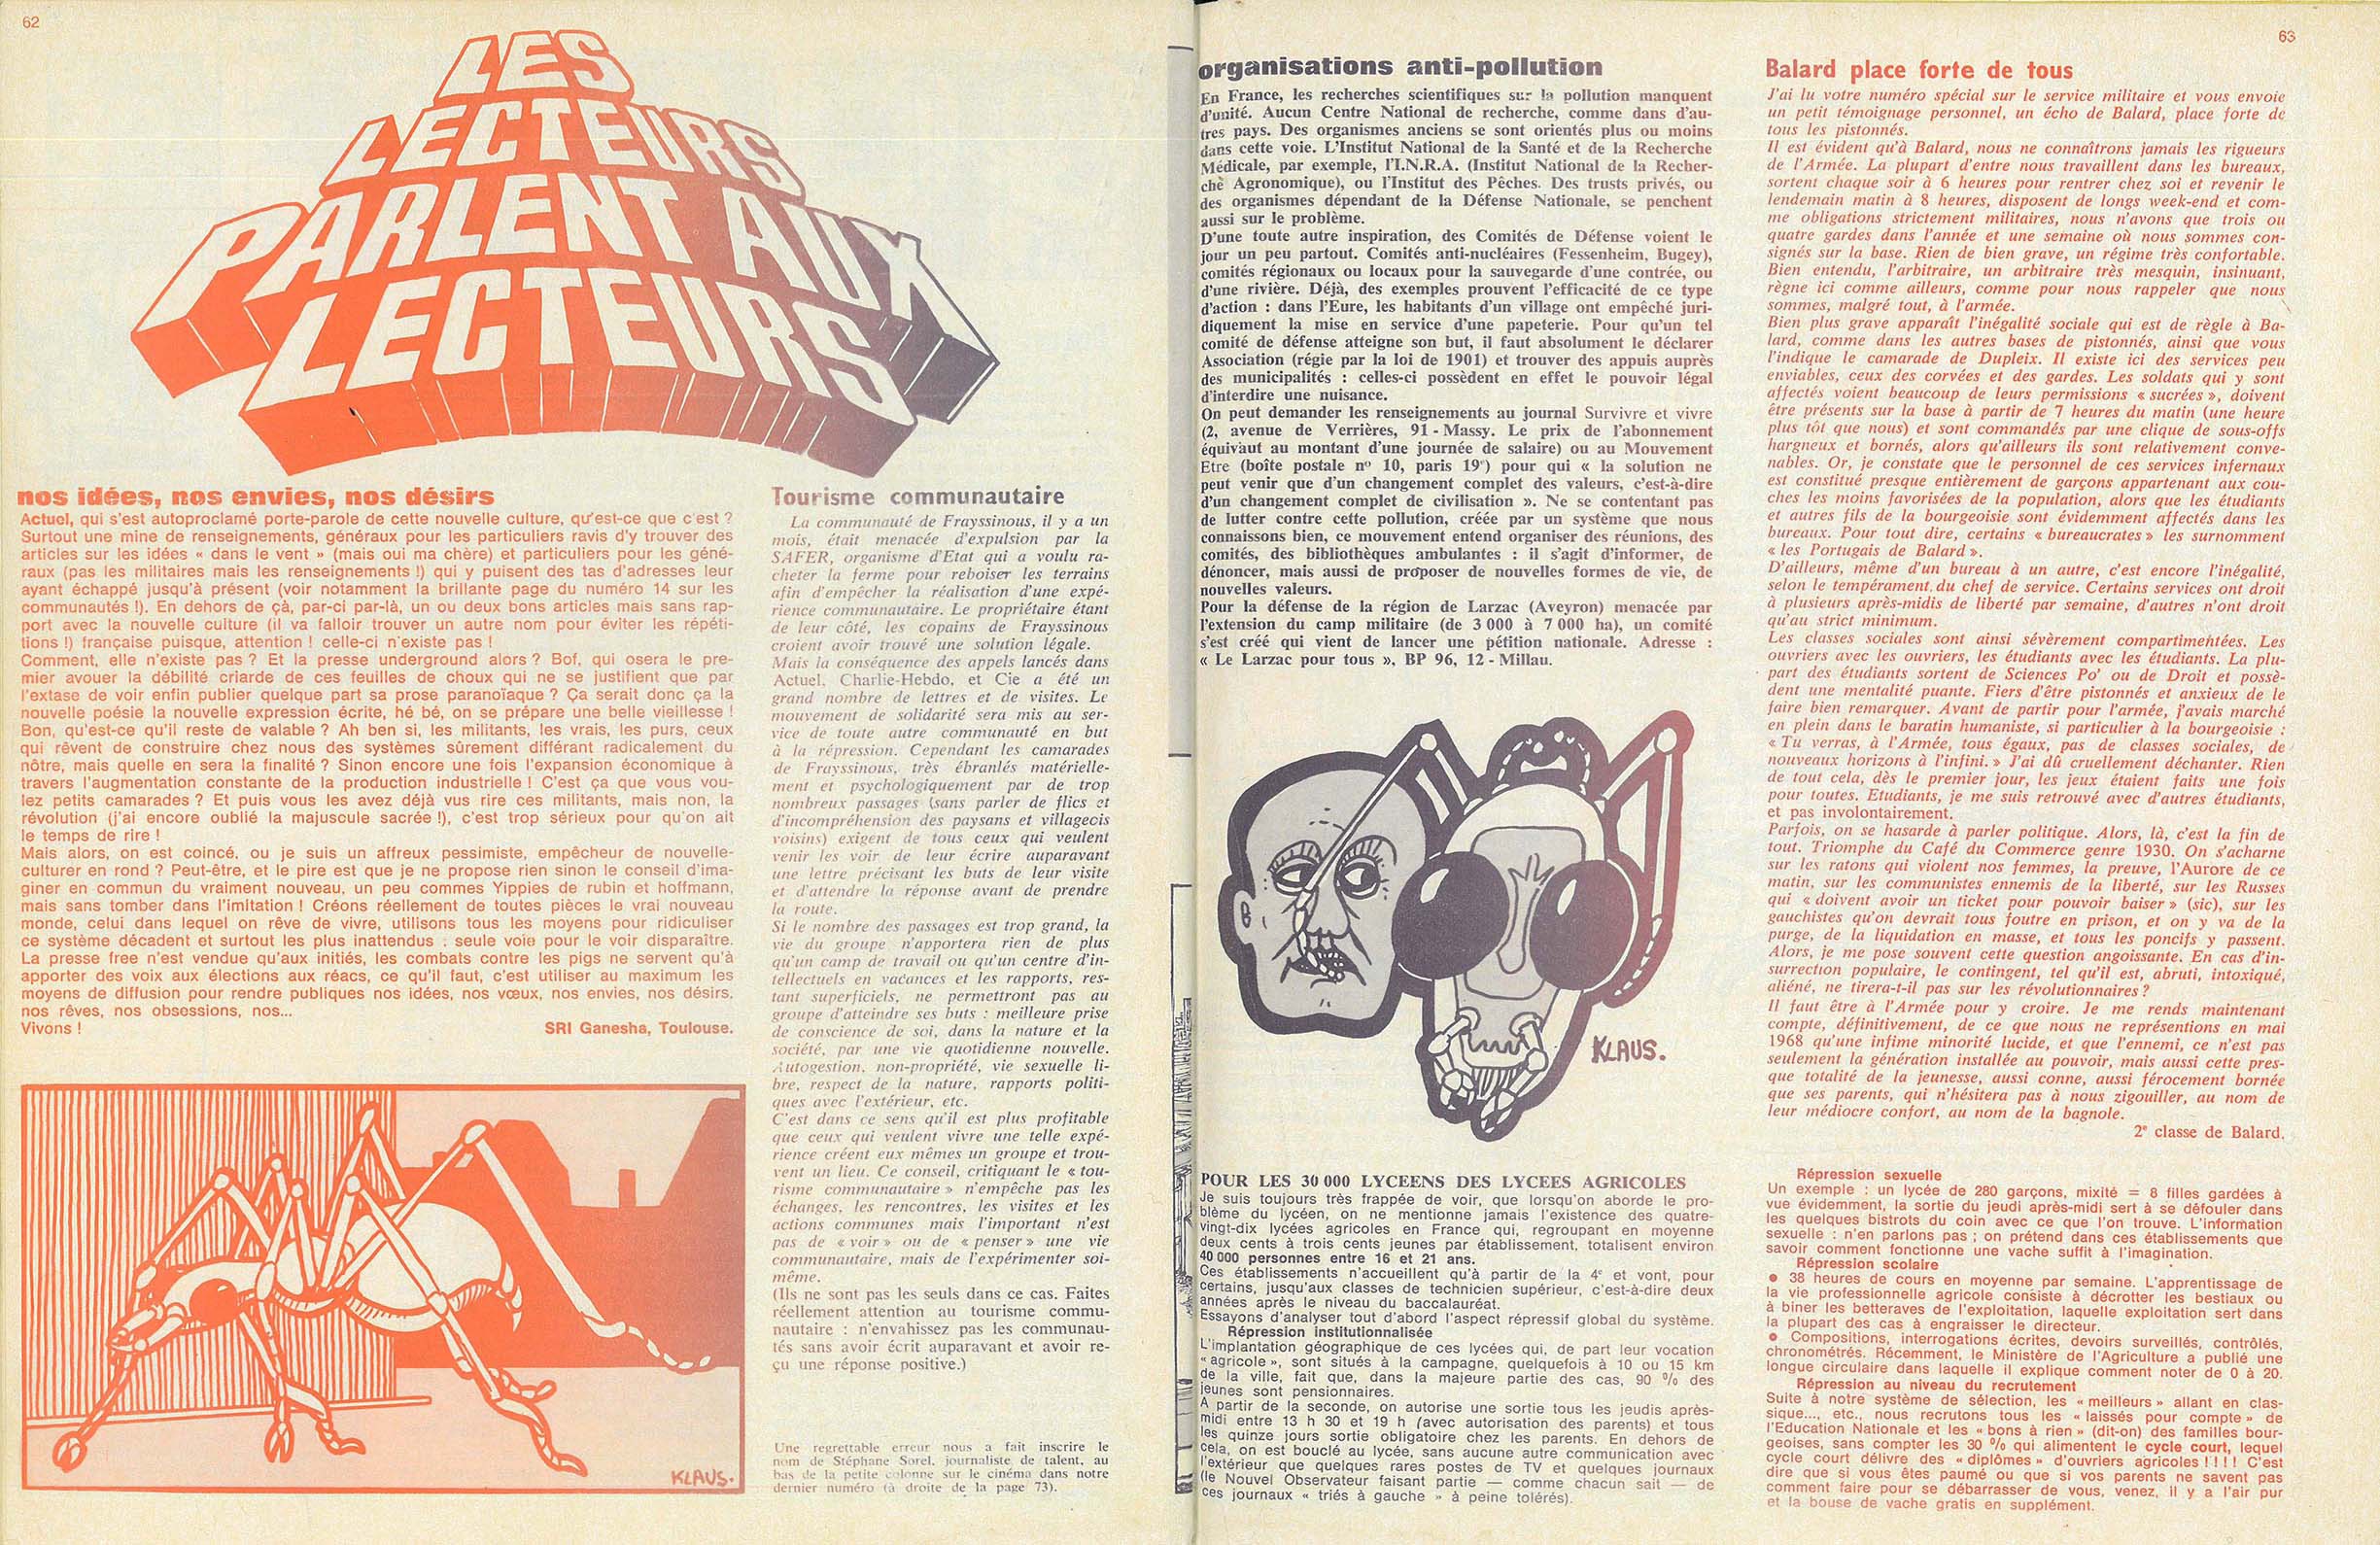 62
LES
LECTEURS
PARLENT AUX
LECTEURS
nos idées, nos envies, nos désirs
Actuel, qui s'est autoproclamé porte-parole de cette nouvelle culture, qu'est-ce que c'est ?
Surtout une mine de renseignements, généraux pour les particuliers ravis d'y trouver des
articles sur les idées « dans le vent » (mais oui ma chère) et particuliers pour les géné-
raux (pas les militaires mais les renseignements !) qui y puisent des tas d'adresses leur
ayant échappé jusqu'à présent (voir notamment la brillante page du numéro 14 sur les
communautés !). En dehors de çà, par-ci par-là, un ou deux bons articles mais sans rap-
port avec la nouvelle culture (il va falloir trouver un autre nom pour éviter les répéti-
tions !) française puisque, attention ! celle-ci n'existe pas !
Comment, elle n'existe pas ? Et la presse underground alors ? Bof, qui osera le pre-
mier avouer la débilité criarde de ces feuilles de choux qui ne se justifient que par
l'extase de voir enfin publier quelque part sa prose paranoïaque ? Ça serait donc ça la
nouvelle poésie la nouvelle expression écrite, hé bé, on se prépare une belle vieillesse !
Bon, qu'est-ce qu'il reste de valable ? Ah ben si, les militants, les vrais, les purs, ceux
qui rêvent de construire chez nous des systèmes sûrement différant radicalement du
nôtre, mais quelle en sera la finalité ? Sinon encore une fois l'expansion économique à
travers l'augmentation constante de la production industrielle ! C'est ça que vous vou-
lez petits camarades ? Et puis vous les avez déjà vus rire ces militants, mais non, la
révolution (j'ai encore oublié la majuscule sacrée !), c'est trop sérieux pour qu'on ait
le temps de rire !
Mais alors, on est coincé, ou je suis un affreux pessimiste, empêcheur de nouvelle-
culturer en rond ? Peut-être, et le pire est que je ne propose rien sinon le conseil d'ima-
giner en commun du vraiment nouveau, un peu commes Yippies de rubin et hoffmann,
mais sans tomber dans l'imitation ! Créons réellement de toutes pièces le vrai nouveau
monde, celui dans lequel on rêve de vivre, utilisons tous les moyens pour ridiculiser
ce système décadent et surtout les plus inattendus : seule voie pour le voir disparaître.
La presse free n'est vendue qu'aux initiés, les combats contre les pigs ne servent qu'à
apporter des voix aux élections aux réacs, ce qu'il faut, c'est utiliser au maximum les
moyens de diffusion pour rendre publiques nos idées, nos vœux, nos envies, nos désirs,
nos rêves, nos obsessions, nos...
Vivons ! SRI Ganesha, Toulouse.
KLAUS.
Tourisme communautaire
La communauté de Frayssinous, il y a un
mois, était menacée d'expulsion par la
SAFER, organisme d'Etat qui a voulu ra-
cheter la ferme pour reboiser les terrains
afin d'empêcher la réalisation d'une expé-
rience communautaire. Le propriétaire étant
de leur côté, les copains de Frayssinous
croient avoir trouvé une solution légale.
Mais la conséquence des appels lancés dans
Actuel, Charlie-Hebdo, et Cie a été un
grand nombre de lettres et de visites. Le
mouvement de solidarité sera mis au ser-
vice de toute autre communauté en but
à la répression. Cependant les camarades
de Frayssinous, très ébranlés matérielle-
ment et psychologiquement par de trop
nombreux passages (sans parler de flics et
d'incompréhension des paysans et villageois
voisins) exigent de tous ceux qui veulent
venir les voir de leur écrire auparavant
une lettre précisant les buts de leur visite
et d'attendre la réponse avant de prendre
la route.
Si le nombre des passages est trop grand, la
vie du groupe n'apportera rien de plus
qu'un camp de travail ou qu'un centre d'in-
tellectuels en vacances et les rapports, res-
tant superficiels, ne permettront pas au
groupe d'atteindre ses buts : meilleure prise
de conscience de soi, dans la nature et la
société, par une vie quotidienne nouvelle.
Autogestion, non-propriété, vie sexuelle li-
bre, respect de la nature, rapports politi-
ques avec l'extérieur, etc.
C'est dans ce sens qu'il est plus profitable
que ceux qui veulent vivre une telle expé-
rience créent eux mêmes un groupe et trou-
vent un lieu. Ce conseil, critiquant le « tou-
risme communautaire » n'empêche pas les
échanges, les rencontres, les visites et les
actions communes mais l'important n'est
pas de « voir » ou de « penser » une vie
communautaire, mais de l'expérimenter soi-
même.
(Ils ne sont pas les seuls dans ce cas. Faites
réellement attention au tourisme commu-
nautaire : n'envahissez pas les communau-
tés sans avoir écrit auparavant et avoir re-
çu une réponse positive.)
Une regrettable erreur nous a fait inscrire le
nom de Stéphane Sorel, journaliste de talent, au
bas de la petite colonne sur le cinéma dans notre
dernier numéro (à droite de la page 73).
63
organisations anti-pollution
En France, les recherches scientifiques sur la pollution manquent
d'unité. Aucun Centre National de recherche, comme dans d'au-
tres pays. Des organismes anciens se sont orientés plus ou moins
dans cette voie. L'Institut National de la Santé et de la Recherche
Médicale, par exemple, l'I.N.R.A. (Institut National de la Recher-
che Agronomique), ou l'Institut des Pêches. Des trusts privés, ou
des organismes dépendant de la Défense Nationale, se penchent
aussi sur le problème.
D'une toute autre inspiration, des Comités de Défense voient le
jour un peu partout. Comités anti-nucléaires (Fessenheim, Bugey),
comités régionaux ou locaux pour la sauvegarde d'une contrée, ou
d'une rivière. Déjà, des exemples prouvent l'efficacité de ce type
d'action : dans l'Eure, les habitants d'un village ont empêché juri-
diquement la mise en service d'une papeterie. Pour qu'un tel
comité de défense atteigne son but, il faut absolument le déclarer
Association (régie par la loi de 1901) et trouver des appuis auprès
des municipalités : celles-ci possèdent en effet le pouvoir légal
d'interdire une nuisance.
On peut demander les renseignements au journal Survivre et vivre
(2, avenue de Verrières, 91 - Massy. Le prix de l'abonnement
équivaut au montant d'une journée de salaire) ou au Mouvement
Etre (boîte postale nº 10, paris 19ᵉ) pour qui « la solution ne
peut venir que d'un changement complet des valeurs, c'est-à-dire
d'un changement complet de civilisation ». Ne se contentant pas
de lutter contre cette pollution, créée par un système que nous
connaissons bien, ce mouvement entend organiser des réunions, des
comités, des bibliothèques ambulantes : il s'agit d'informer, de
dénoncer, mais aussi de proposer de nouvelles formes de vie, de
nouvelles valeurs.
Pour la défense de la région de Larzac (Aveyron) menacée par
l'extension du camp militaire (de 3 000 à 7 000 ha), un comité
s'est créé qui vient de lancer une pétition nationale. Adresse :
« Le Larzac pour tous », BP 96, 12 - Millau.
KLAUS.
POUR LES 30 000 LYCEENS DES LYCEES AGRICOLES
Je suis toujours très frappée de voir, que lorsqu'on aborde le pro-
blème du lycéen, on ne mentionne jamais l'existence des quatre-
vingt-dix lycées agricoles en France qui, regroupant en moyenne
deux cents à trois cents jeunes par établissement, totalisent environ
40 000 personnes entre 16 et 21 ans.
Ces établissements n'accueillent qu'à partir de la 4ᵉ et vont, pour
certains, jusqu'aux classes de technicien supérieur, c'est-à-dire deux
années après le niveau du baccalauréat.
Essayons d'analyser tout d'abord l'aspect répressif global du système.
Répression institutionnalisée
L'implantation géographique de ces lycées qui, de part leur vocation
« agricole », sont situés à la campagne, quelquefois à 10 ou 15 km
de la ville, fait que, dans la majeure partie des cas, 90 % des
jeunes sont pensionnaires.
A partir de la seconde, on autorise une sortie tous les jeudis après-
midi entre 13 h 30 et 19 h (avec autorisation des parents) et tous
les quinze jours sortie obligatoire chez les parents. En dehors de
cela, on est bouclé au lycée, sans aucune autre communication avec
l'extérieur que quelques rares postes de TV et quelques journaux
(le Nouvel Observateur faisant partie — comme chacun sait — de
ces journaux « triés à gauche » à peine tolérés).
Balard place forte de tous
J'ai lu votre numéro spécial sur le service militaire et vous envoie
un petit témoignage personnel, un écho de Balard, place forte de
tous les pistonnés.
Il est évident qu'à Balard, nous ne connaîtrons jamais les rigueurs
de l'Armée. La plupart d'entre nous travaillent dans les bureaux,
sortent chaque soir à 6 heures pour rentrer chez soi et revenir le
lendemain matin à 8 heures, disposent de longs week-end et com-
me obligations strictement militaires, nous n'avons que trois ou
quatre gardes dans l'année et une semaine où nous sommes con-
signés sur la base. Rien de bien grave, un régime très confortable.
Bien entendu, l'arbitraire, un arbitraire très mesquin, insinuant,
règne ici comme ailleurs, comme pour nous rappeler que nous
sommes, malgré tout, à l'armée.
Bien plus grave apparaît l'inégalité sociale qui est de règle à Ba-
lard, comme dans les autres bases de pistonnés, ainsi que vous
l'indique le camarade de Dupleix. Il existe ici des services peu
enviables, ceux des corvées et des gardes. Les soldats qui y sont
affectés voient beaucoup de leurs permissions « sucrées », doivent
être présents sur la base à partir de 7 heures du matin (une heure
plus tôt que nous) et sont commandés par une clique de sous-offs
hargneux et bornés, alors qu'ailleurs ils sont relativement conve-
nables. Or, je constate que le personnel de ces services infernaux
est constitué presque entièrement de garçons appartenant aux cou-
ches les moins favorisées de la population, alors que les étudiants
et autres fils de la bourgeoisie sont évidemment affectés dans les
bureaux. Pour tout dire, certains « bureaucrates » les surnomment
« les Portugais de Balard ».
D'ailleurs, même d'un bureau à un autre, c'est encore l'inégalité,
selon le tempérament du chef de service. Certains services ont droit
à plusieurs après-midis de liberté par semaine, d'autres n'ont droit
qu'au strict minimum.
Les classes sociales sont ainsi sévèrement compartimentées. Les
ouvriers avec les ouvriers, les étudiants avec les étudiants. La plu-
part des étudiants sortent de Sciences Po' ou de Droit et possè-
dent une mentalité puante. Fiers d'être pistonnés et anxieux de le
faire bien remarquer. Avant de partir pour l'armée, j'avais marché
en plein dans le baratin humaniste, si particulier à la bourgeoisie :
« Tu verras, à l'Armée, tous égaux, pas de classes sociales, de
nouveaux horizons à l'infini. » J'ai dû cruellement déchanter. Rien
de tout cela, dès le premier jour, les jeux étaient faits une fois
pour toutes. Etudiants, je me suis retrouvé avec d'autres étudiants,
et pas involontairement.
Parfois, on se hasarde à parler politique. Alors, là, c'est la fin de
tout. Triomphe du Café du Commerce genre 1930. On s'acharne
sur les ratons qui violent nos femmes, la preuve, l'Aurore de ce
matin, sur les communistes ennemis de la liberté, sur les Russes
qui « doivent avoir un ticket pour pouvoir baiser » (sic), sur les
gauchistes qu'on devrait tous foutre en prison, et on y va de la
purge, de la liquidation en masse, et tous les poncifs y passent.
Alors, je me pose souvent cette question angoissante. En cas d'in-
surrection populaire, le contingent, tel qu'il est, abruti, intoxiqué,
aliéné, ne tirera-t-il pas sur les révolutionnaires ?
Il faut être à l'Armée pour y croire. Je me rends maintenant
compte, définitivement, de ce que nous ne représentions en mai
1968 qu'une infime minorité lucide, et que l'ennemi, ce n'est pas
seulement la génération installée au pouvoir, mais aussi cette pres-
que totalité de la jeunesse, aussi conne, aussi férocement bornée
que ses parents, qui n'hésitera pas à nous zigouiller, au nom de
leur médiocre confort, au nom de la bagnole.
2ᵉ classe de Balard.
Répression sexuelle
Un exemple : un lycée de 280 garçons, mixité = 8 filles gardées à
vue évidemment, la sortie du jeudi après-midi sert à se défouler dans
les quelques bistrots du coin avec ce que l'on trouve. L'information
sexuelle : n'en parlons pas ; on prétend dans ces établissements que
savoir comment fonctionne une vache suffit à l'imagination.
Répression scolaire
• 38 heures de cours en moyenne par semaine. L'apprentissage de
la vie professionnelle agricole consiste à décrotter les bestiaux ou
à biner les betteraves de l'exploitation, laquelle exploitation sert dans
la plupart des cas à engraisser le directeur.
• Compositions, interrogations écrites, devoirs surveillés, contrôlés,
chronométrés. Récemment, le Ministère de l'Agriculture a publié une
longue circulaire dans laquelle il explique comment noter de 0 à 20.
Répression au niveau du recrutement
Suite à notre système de sélection, les « meilleurs » allant en clas-
sique..., etc., nous recrutons tous les « laissés pour compte » de
l'Education Nationale et les « bons à rien » (dit-on) des familles bour-
geoises, sans compter les 30 % qui alimentent le cycle court, lequel
cycle court délivre des « diplômes » d'ouvriers agricoles ! ! ! ! C'est
dire que si vous êtes paumé ou que si vos parents ne savent pas
comment faire pour se débarrasser de vous, venez, il y a l'air pur
et la bouse de vache gratis en supplément.